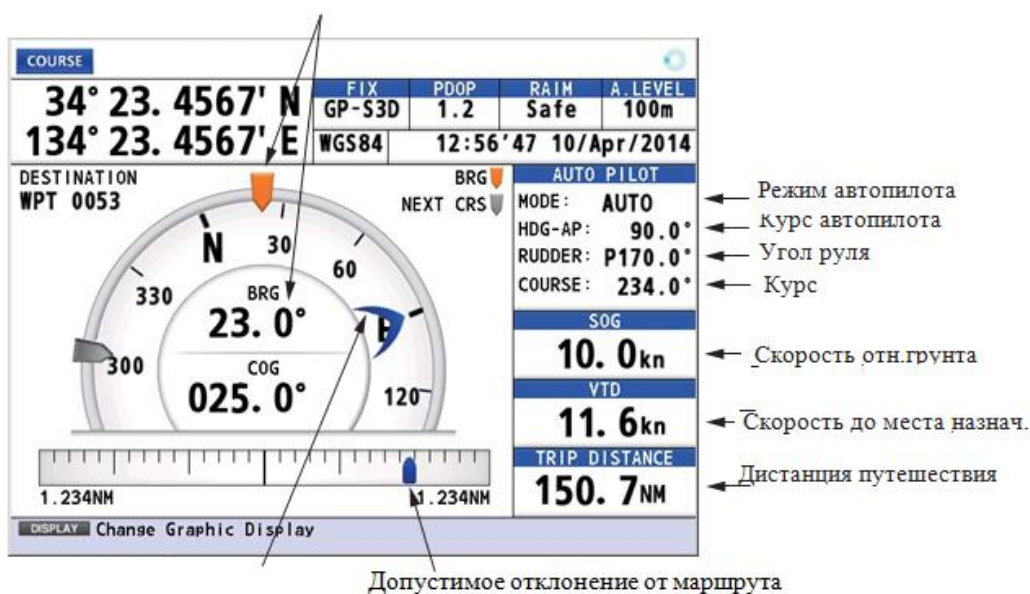 COURSE
34° 23. 4567' N
134° 23. 4567' E
FIX PDOP RAIM A.LEVEL
GP-S3D 1.2 Safe 100m
WGS84 12:56'47 10/Apr/2014
DESTINATION
WPT 0053
BRG
NEXT CRS
N
30
60
330
300
E
120
BRG
23. 0°
COG
025. 0°
1.234NM
1.234NM
AUTO PILOT
MODE: AUTO
HDG-AP: 90.0°
RUDDER: P170.0°
COURSE: 234.0°
SOG
10. 0kn
VTD
11. 6kn
TRIP DISTANCE
150. 7NM
DISPLAY Change Graphic Display
Режим автопилота
Курс автопилота
Угол руля
Курс
Скорость отн.грунта
Скорость до места назнач.
Дистанция путешествия
Допустимое отклонение от маршрута